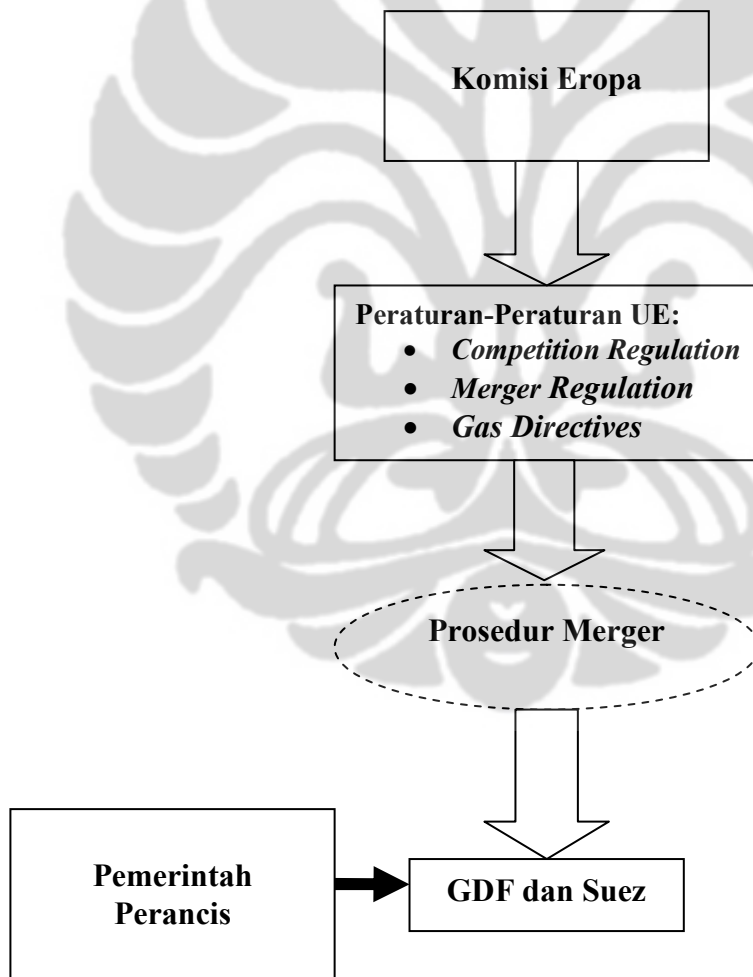 Komisi Eropa
Peraturan-Peraturan UE:
• Competition Regulation
• Merger Regulation
• Gas Directives
Prosedur Merger
Pemerintah
Perancis
GDF dan Suez